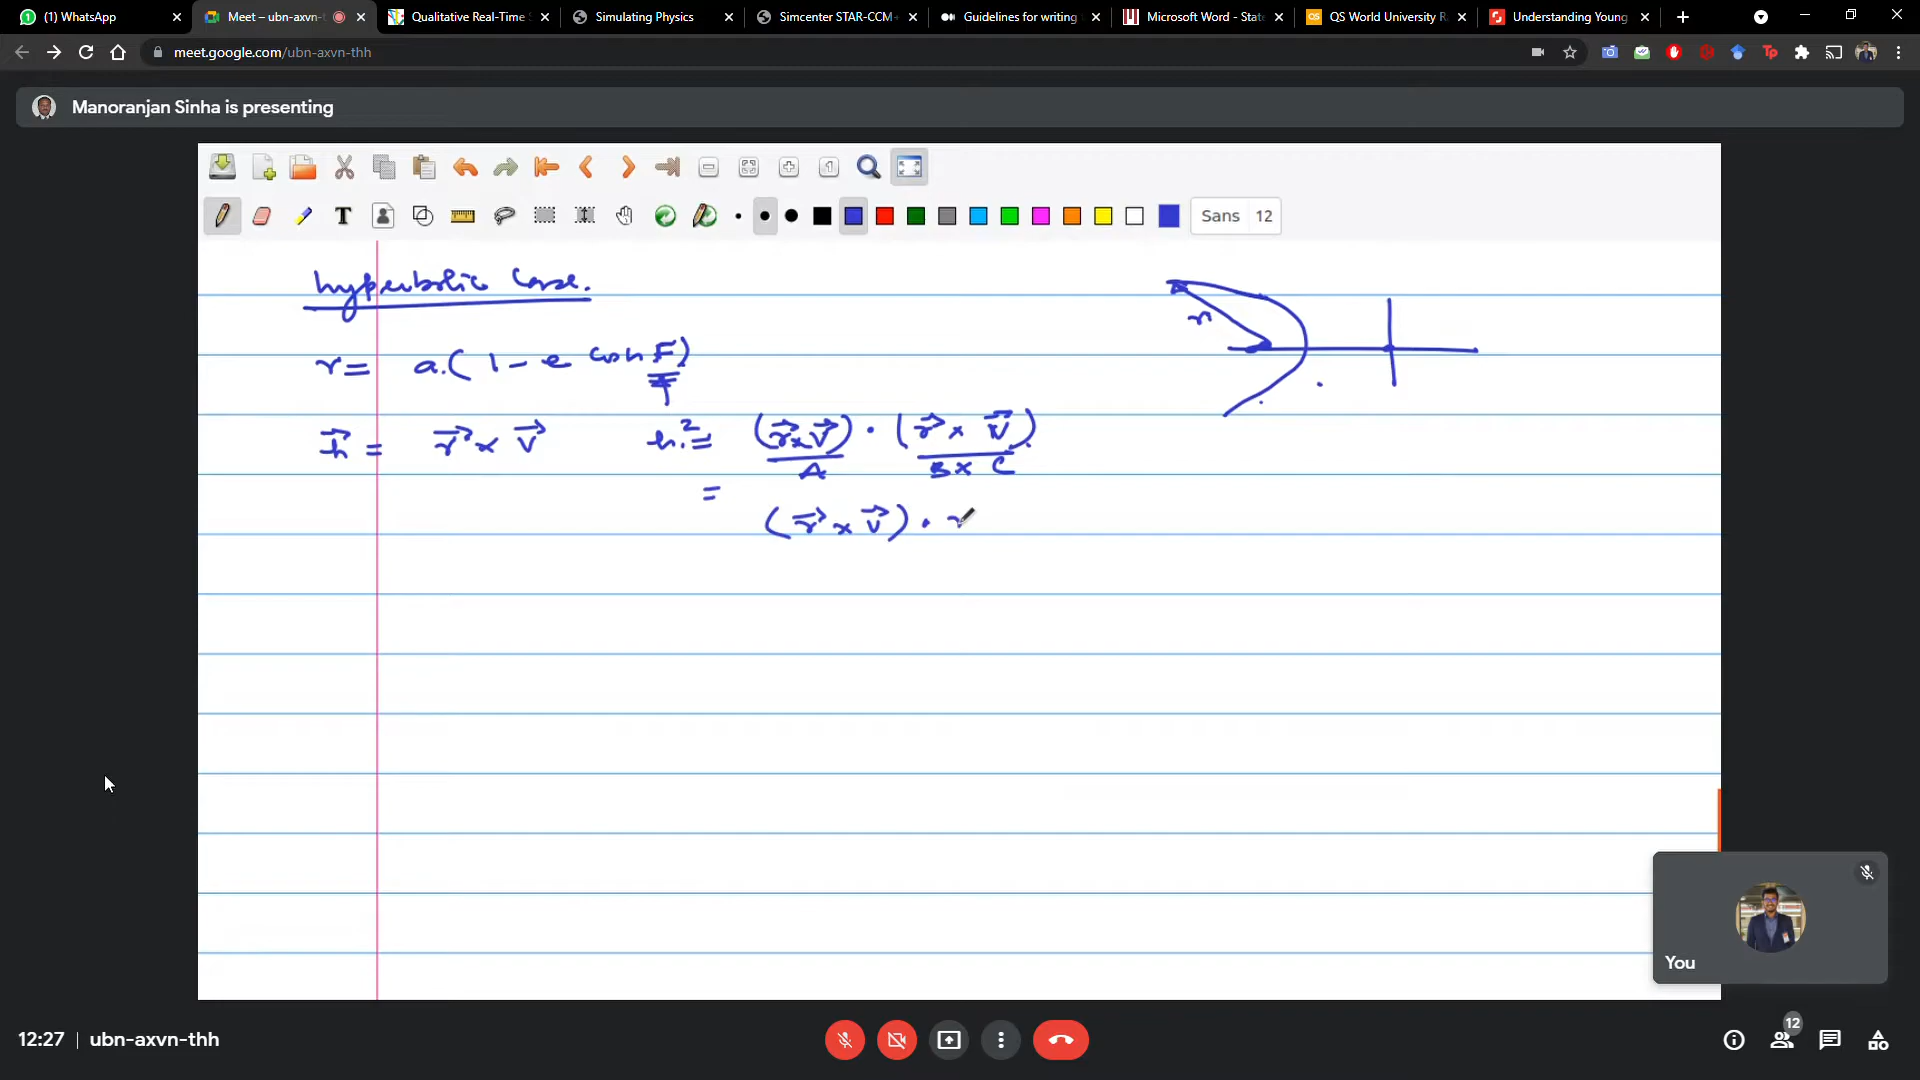 (1) WhatsApp
Meet – ubn-axvn-t
Qualitative Real-Time
Simulating Physics
Simcenter STAR-CCM
Guidelines for writing
Microsoft Word - State
QS World University R
Understanding Young
meet.google.com/ubn-axvn-thh
Manoranjan Sinha is presenting
T
Sans 12
hyperbolic case.
r = a.(1 - e cosh F)
r
h⃗ = r⃗ × v⃗
h.² = (r⃗×v⃗) · (r⃗ × v⃗).
A B × C
=
(r⃗ × v⃗) · r
You
12:27 | ubn-axvn-thh
12